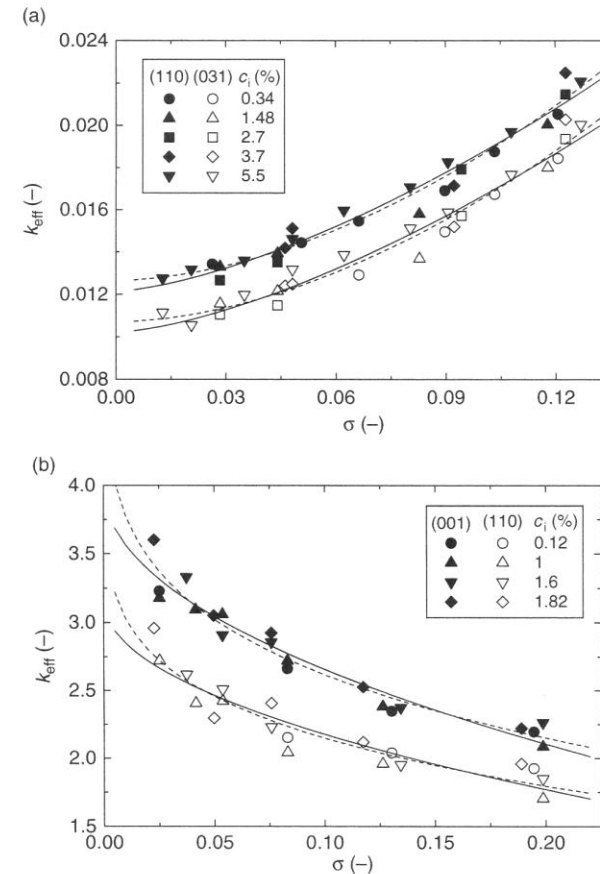 (a)
0.024
0.020
0.016
0.012
0.008
k eff (–)
(110) (031) ci (%)
0.34
1.48
2.7
3.7
5.5
0.00 0.03 0.06 0.09 0.12
σ (–)
(b)
4.0
3.5
3.0
2.5
2.0
1.5
k eff (–)
(001) (110) ci (%)
0.12
1
1.6
1.82
0.00 0.05 0.10 0.15 0.20
σ (–)